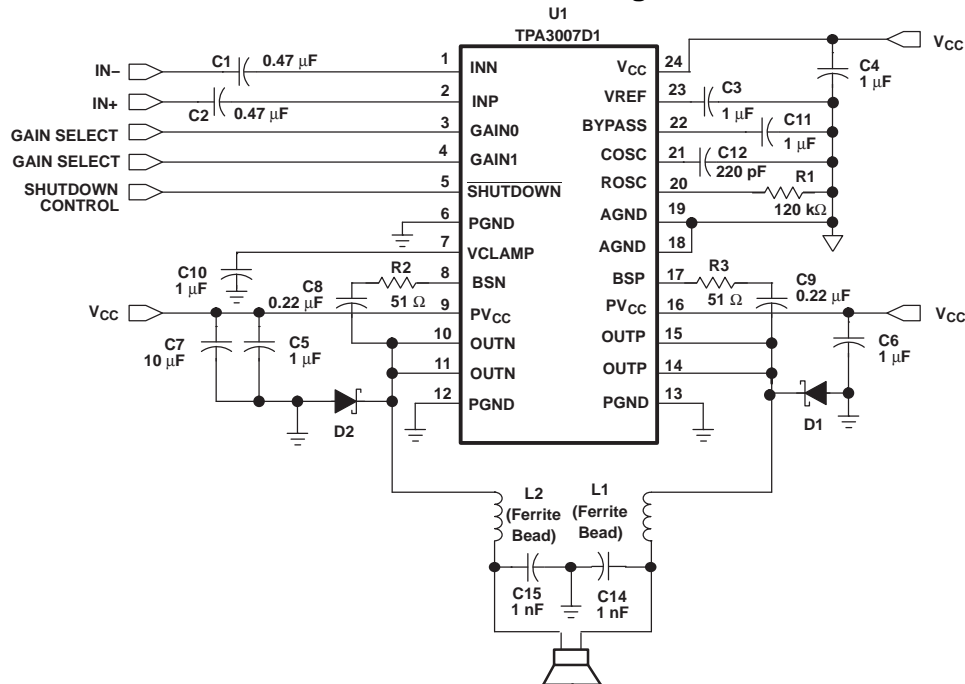 U1
TPA3007D1
IN−
C1
0.47 μF
1
INN
IN+
C2
0.47 μF
2
INP
GAIN SELECT
3
GAIN0
GAIN SELECT
4
GAIN1
SHUTDOWN
CONTROL
5
SHUTDOWN
6
PGND
7
VCLAMP
C10
1 μF
C8
0.22 μF
R2
51 Ω
8
BSN
VCC
9
PVCC
C7
10 μF
C5
1 μF
10
OUTN
11
OUTN
12
PGND
D2
VCC
24
VCC
C4
1 μF
VREF
23
C3
1 μF
BYPASS
22
C11
1 μF
COSC
21
C12
220 pF
ROSC
20
R1
120 kΩ
AGND
19
AGND
18
BSP
17
R3
51 Ω
C9
0.22 μF
PVCC
16
VCC
OUTP
15
C6
1 μF
OUTP
14
PGND
13
D1
L2
(Ferrite
Bead)
L1
(Ferrite
Bead)
C15
1 nF
C14
1 nF